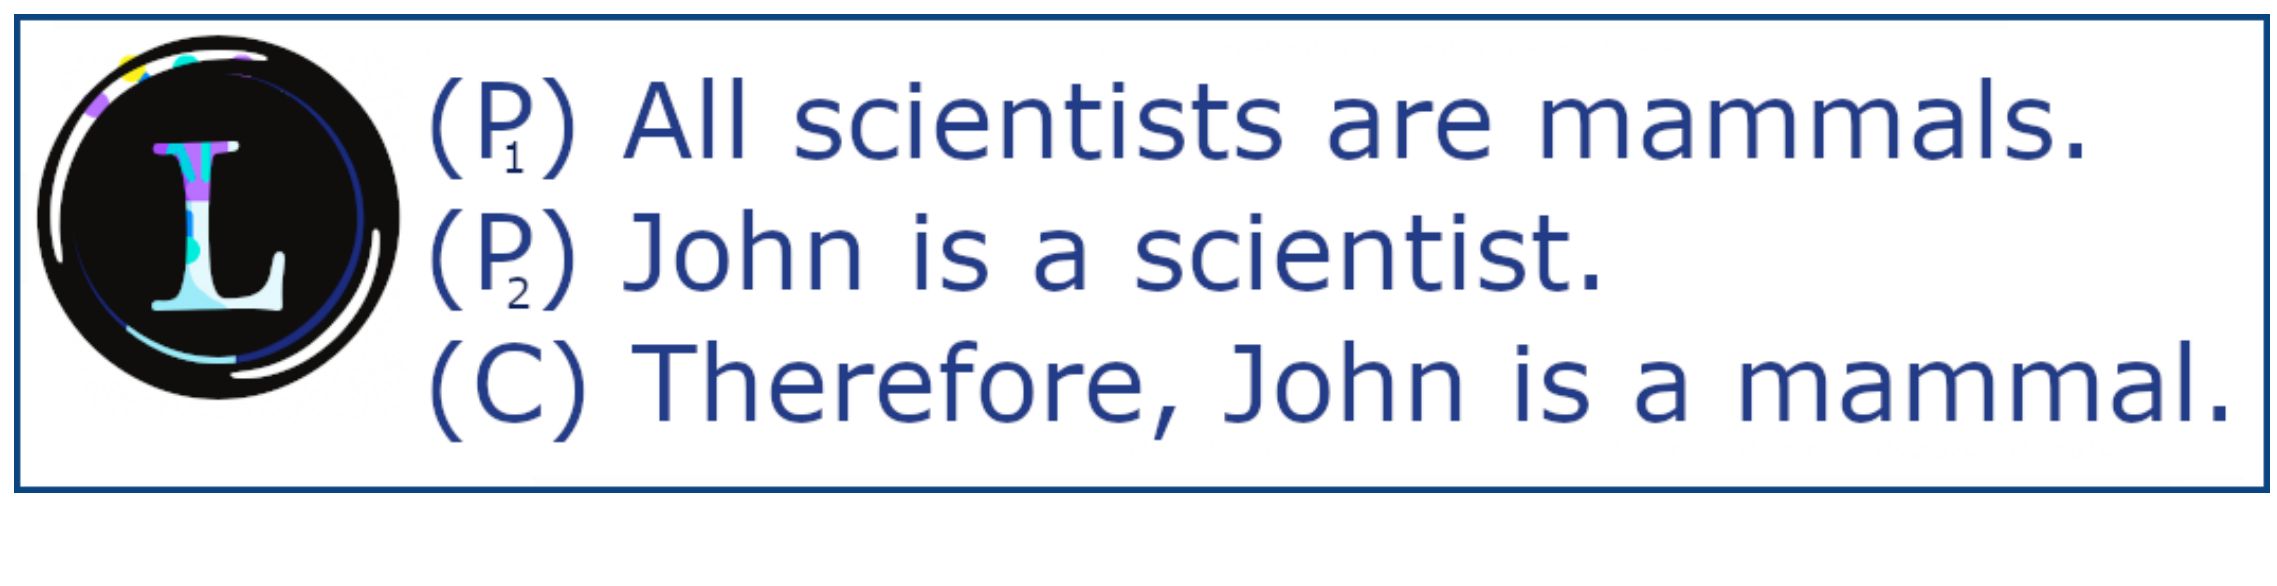 L
(P₁) All scientists are mammals.
(P₂) John is a scientist.
(C) Therefore, John is a mammal.